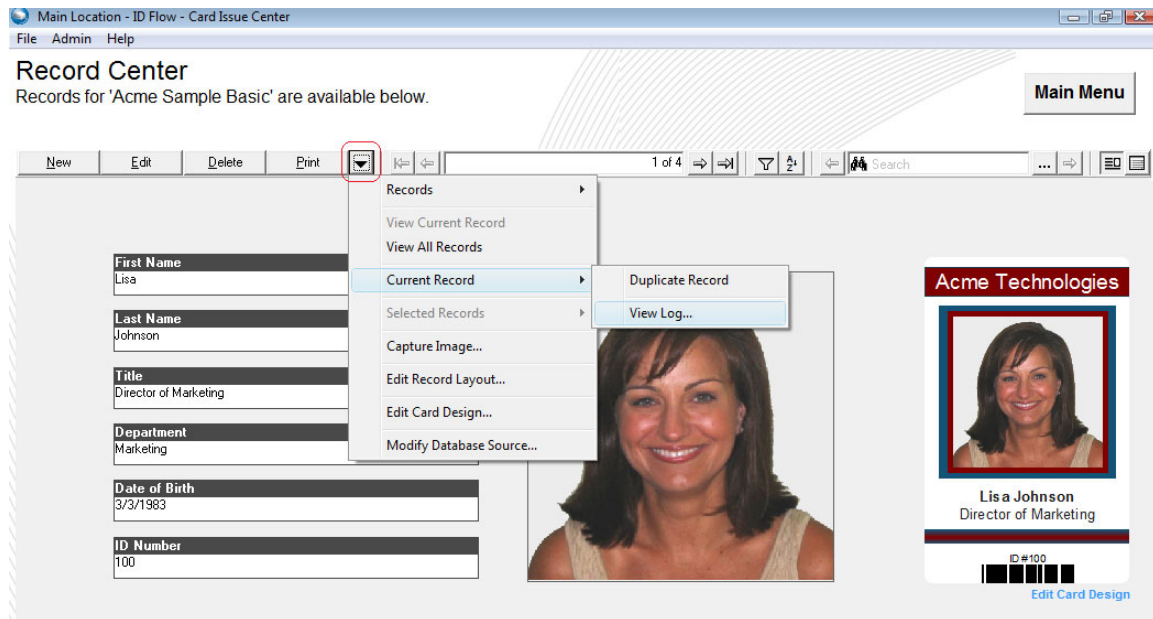 Main Location - ID Flow - Card Issue Center
File Admin Help
Record Center
Records for 'Acme Sample Basic' are available below.
Main Menu
New Edit Delete Print 1 of 4 Search ...
Records
View Current Record
View All Records
Current Record
Duplicate Record
Selected Records
View Log...
Capture Image...
Edit Record Layout...
Edit Card Design...
Modify Database Source...
First Name
Lisa
Last Name
Johnson
Title
Director of Marketing
Department
Marketing
Date of Birth
3/3/1983
ID Number
100
Acme Technologies
Lisa Johnson
Director of Marketing
ID #100
Edit Card Design